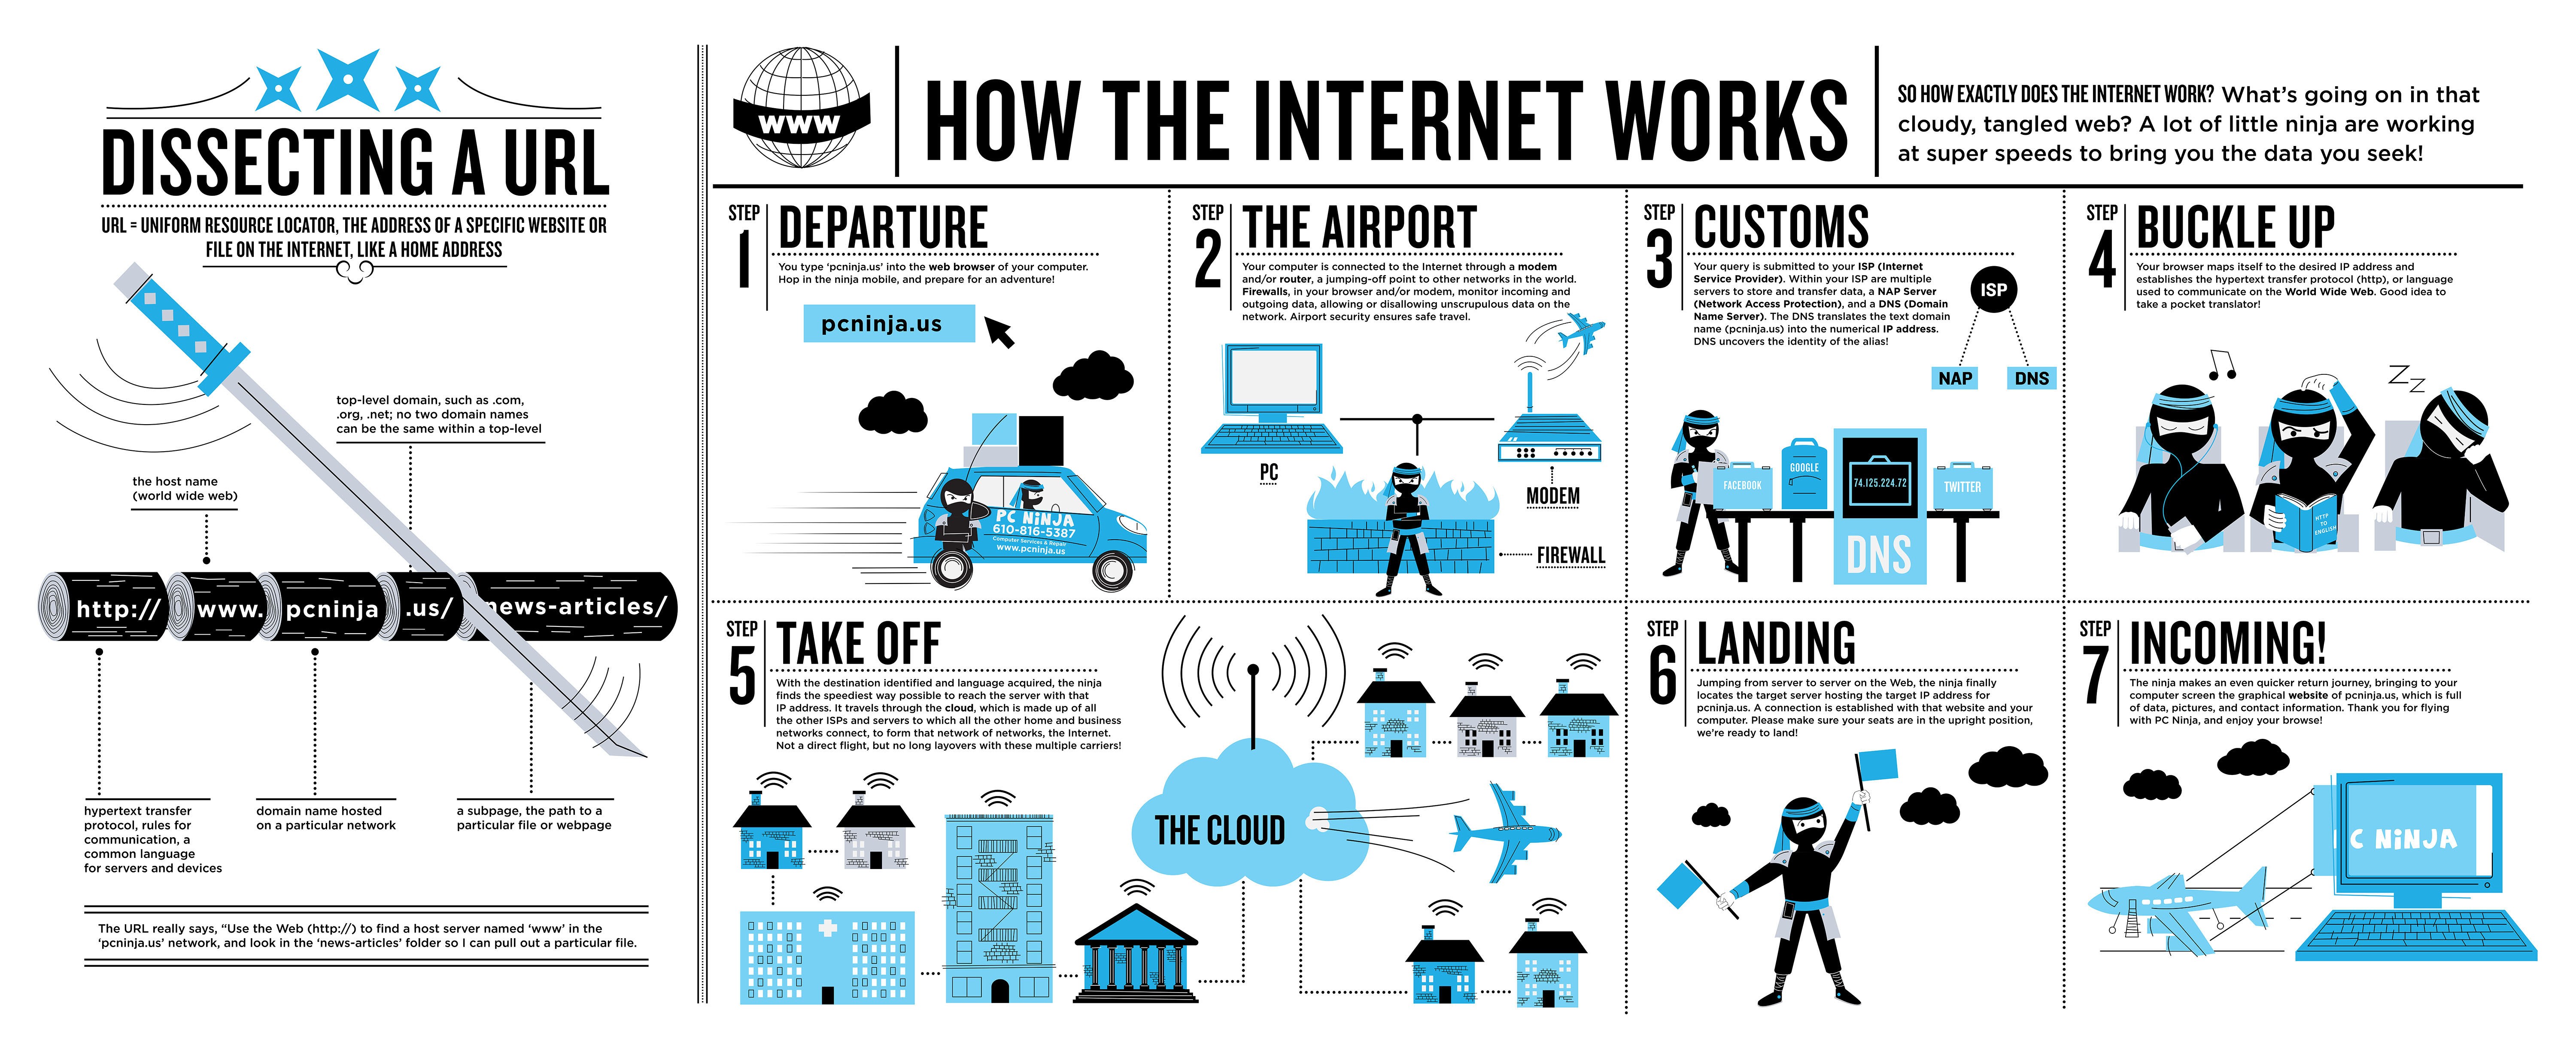 DISSECTING A URL
URL = UNIFORM RESOURCE LOCATOR, THE ADDRESS OF A SPECIFIC WEBSITE OR
FILE ON THE INTERNET, LIKE A HOME ADDRESS
top-level domain, such as .com,
.org, .net; no two domain names
can be the same within a top-level
the host name
(world wide web)
http://
www.
pcninja
.us/
news-articles/
hypertext transfer
protocol, rules for
communication, a
common language
for servers and devices
domain name hosted
on a particular network
a subpage, the path to a
particular file or webpage
The URL really says, “Use the Web (http://) to find a host server named ‘www’ in the
‘pcninja.us’ network, and look in the ‘news-articles’ folder so I can pull out a particular file.
WWW
HOW THE INTERNET WORKS
SO HOW EXACTLY DOES THE INTERNET WORK? What’s going on in that
cloudy, tangled web? A lot of little ninja are working
at super speeds to bring you the data you seek!
STEP
1
DEPARTURE
You type ‘pcninja.us’ into the web browser of your computer.
Hop in the ninja mobile, and prepare for an adventure!
pcninja.us
PC NiNJA
610-816-5387
Computer Services & Repair
www.pcninja.us
STEP
2
THE AIRPORT
Your computer is connected to the Internet through a modem
and/or router, a jumping-off point to other networks in the world.
Firewalls, in your browser and/or modem, monitor incoming and
outgoing data, allowing or disallowing unscrupulous data on the
network. Airport security ensures safe travel.
PC
MODEM
FIREWALL
STEP
3
CUSTOMS
Your query is submitted to your ISP (Internet
Service Provider). Within your ISP are multiple
servers to store and transfer data, a NAP Server
(Network Access Protection), and a DNS (Domain
Name Server). The DNS translates the text domain
name (pcninja.us) into the numerical IP address.
DNS uncovers the identity of the alias!
ISP
NAP
DNS
FACEBOOK
GOOGLE
74.125.224.72
TWITTER
DNS
STEP
4
BUCKLE UP
Your browser maps itself to the desired IP address and
establishes the hypertext transfer protocol (http), or language
used to communicate on the World Wide Web. Good idea to
take a pocket translator!
ZZ
HTTP
TO
ENGLISH
STEP
5
TAKE OFF
With the destination identified and language acquired, the ninja
finds the speediest way possible to reach the server with that
IP address. It travels through the cloud, which is made up of all
the other ISPs and servers to which all the other home and business
networks connect, to form that network of networks, the Internet.
Not a direct flight, but no long layovers with these multiple carriers!
THE CLOUD
STEP
6
LANDING
Jumping from server to server on the Web, the ninja finally
locates the target server hosting the target IP address for
pcninja.us. A connection is established with that website and your
computer. Please make sure your seats are in the upright position,
we’re ready to land!
STEP
7
INCOMING!
The ninja makes an even quicker return journey, bringing to your
computer screen the graphical website of pcninja.us, which is full
of data, pictures, and contact information. Thank you for flying
with PC Ninja, and enjoy your browse!
PC NiNJA